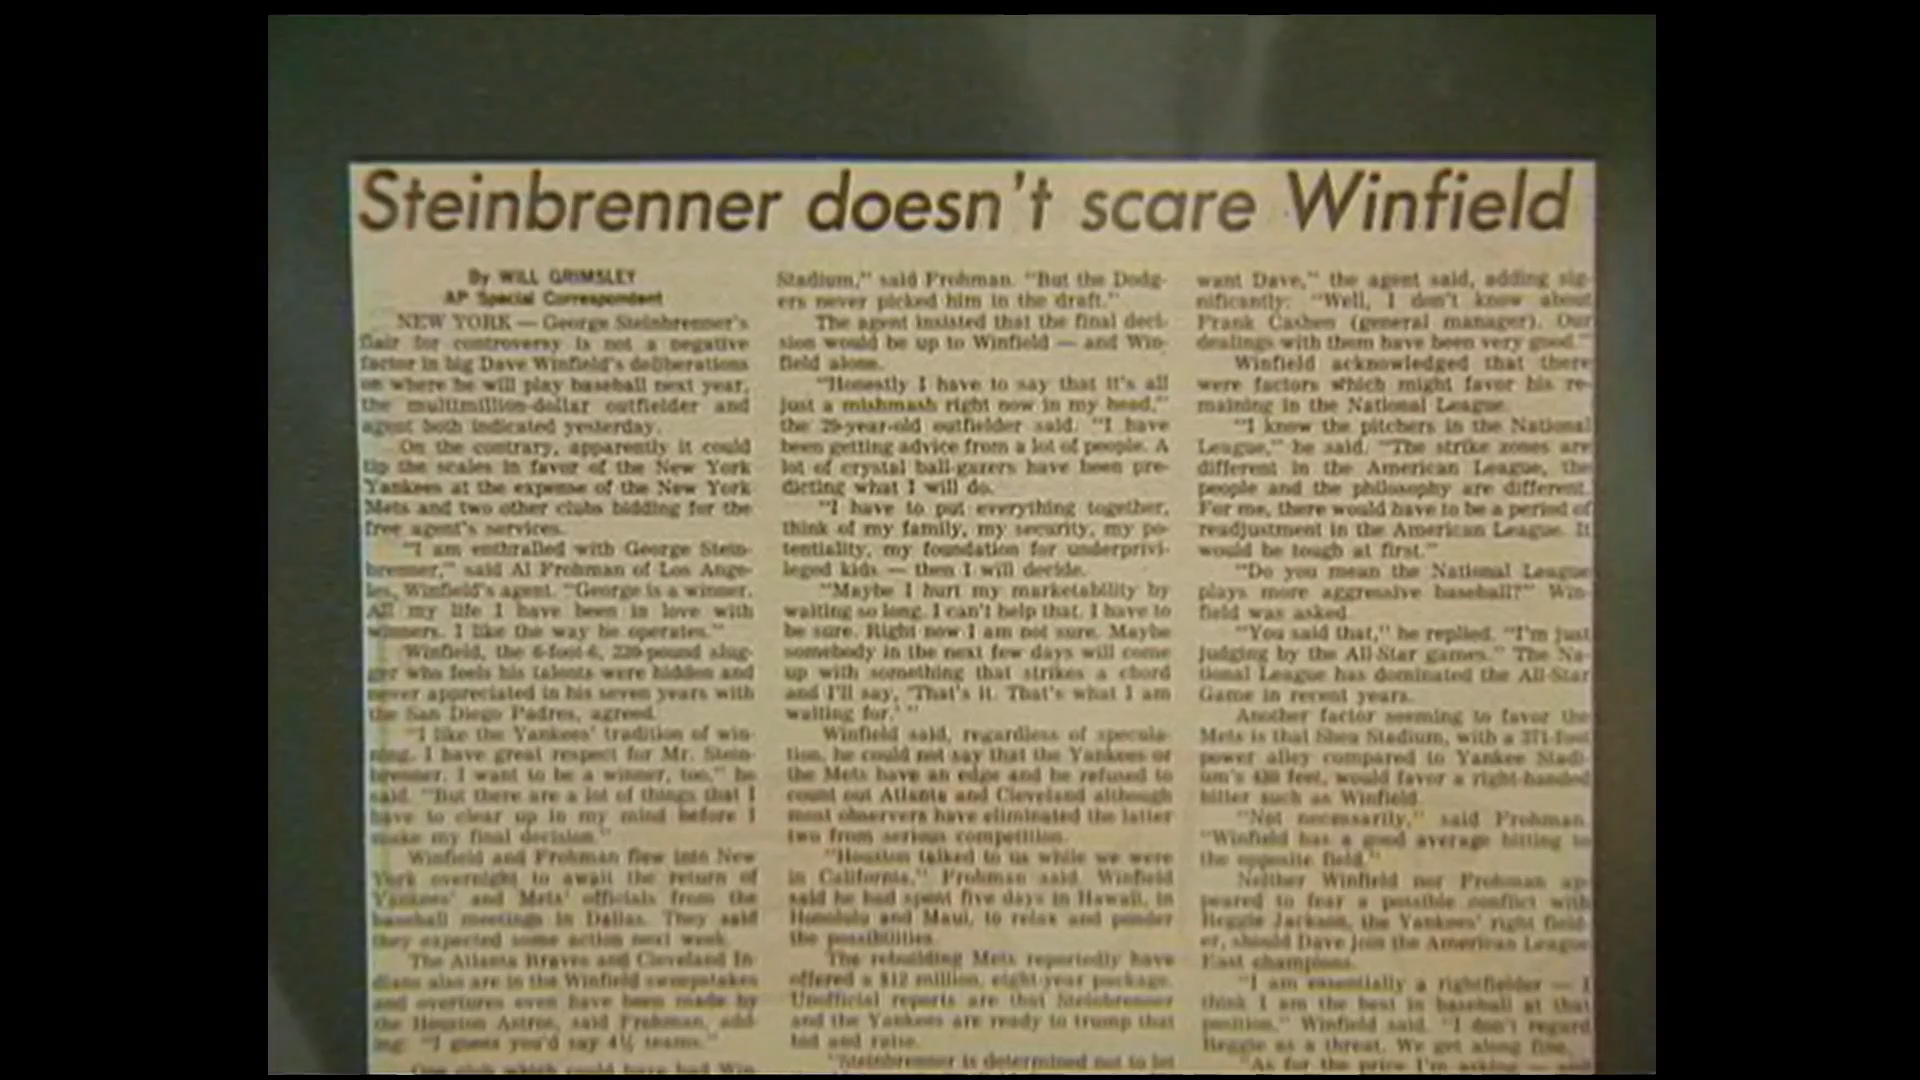 Steinbrenner doesn't scare Winfield
By WILL GRIMSLEY
AP Special Correspondent
NEW YORK — George Steinbrenner's
flair for controversy is not a negative
factor in big Dave Winfield's deliberations
on where he will play baseball next year,
the multimillion-dollar outfielder and
agent both indicated yesterday.
On the contrary, apparently it could
tip the scales in favor of the New York
Yankees at the expense of the New York
Mets and two other clubs bidding for the
free agent's services.
"I am enthralled with George Stein-
brenner," said Al Frohman of Los Ange-
les, Winfield's agent. "George is a winner.
All my life I have been in love with
winners. I like the way he operates."
Winfield, the 6-foot-6, 220-pound slug-
ger who feels his talents were hidden and
never appreciated in his seven years with
the San Diego Padres, agreed.
"I like the Yankees' tradition of win-
ning. I have great respect for Mr. Stein-
brenner. I want to be a winner, too," he
said. "But there are a lot of things that I
have to clear up in my mind before I
make my final decision."
Winfield and Frohman flew into New
York overnight to await the return of
Yankees' and Mets' officials from the
baseball meetings in Dallas. They said
they expected some action next week.
The Atlanta Braves and Cleveland In-
dians also are in the Winfield sweepstakes
and overtures even have been made by
the Houston Astros, said Frohman, add-
ing: "I guess you'd say 4½ teams."
One club which could have had Win-
Stadium," said Frohman. "But the Dodg-
ers never picked him in the draft."
The agent insisted that the final deci-
sion would be up to Winfield — and Win-
field alone.
"Honestly I have to say that it's all
just a mishmash right now in my head,"
the 29-year-old outfielder said. "I have
been getting advice from a lot of people. A
lot of crystal ball-gazers have been pre-
dicting what I will do.
"I have to put everything together,
think of my family, my security, my po-
tentiality, my foundation for underprivi-
leged kids — then I will decide.
"Maybe I hurt my marketability by
waiting so long. I can't help that. I have to
be sure. Right now I am not sure. Maybe
somebody in the next few days will come
up with something that strikes a chord
and I'll say, 'That's it. That's what I am
waiting for.' "
Winfield said, regardless of specula-
tion, he could not say that the Yankees or
the Mets have an edge and he refused to
count out Atlanta and Cleveland although
most observers have eliminated the latter
two from serious competition.
"Houston talked to us while we were
in California," Frohman said. Winfield
said he had spent five days in Hawaii, in
Honolulu and Maui, to relax and ponder
the possibilities.
The rebuilding Mets reportedly have
offered a $12 million, eight-year package.
Unofficial reports are that Steinbrenner
and the Yankees are ready to trump that
bid and raise.
"Steinbrenner is determined not to let
want Dave," the agent said, adding sig-
nificantly: "Well, I don't know about
Frank Cashen (general manager). Our
dealings with them have been very good."
Winfield acknowledged that there
were factors which might favor his re-
maining in the National League.
"I know the pitchers in the National
League," he said. "The strike zones are
different in the American League, the
people and the philosophy are different.
For me, there would have to be a period of
readjustment in the American League. It
would be tough at first."
"Do you mean the National League
plays more aggressive baseball?" Win-
field was asked.
"You said that," he replied. "I'm just
judging by the All-Star games." The Na-
tional League has dominated the All-Star
Game in recent years.
Another factor seeming to favor the
Mets is that Shea Stadium, with a 371-foot
power alley compared to Yankee Stadi-
um's 430 feet, would favor a right-handed
hitter such as Winfield.
"Not necessarily," said Frohman.
"Winfield has a good average hitting to
the opposite field."
Neither Winfield nor Frohman ap-
peared to fear a possible conflict with
Reggie Jackson, the Yankees' right field-
er, should Dave join the American League
East champions.
"I am essentially a rightfielder — I
think I am the best in baseball at that
position," Winfield said. "I don't regard
Reggie as a threat. We get along fine.
"As for the price I'm asking — and